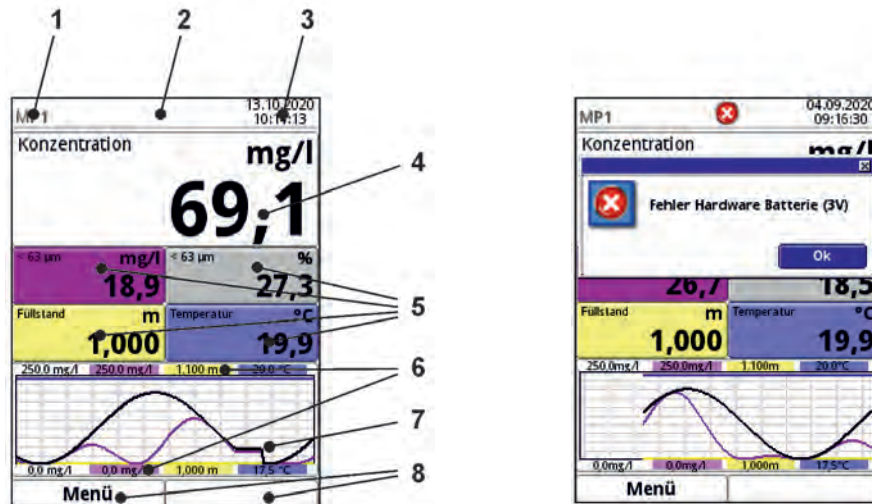 1 2 3
MP1
13.10.2020
10:11:13
Konzentration mg/l
69,1
4
< 63 µm mg/l
18,9
< 63 µm %
27,3
5
Füllstand m
1,000
Temperatur °C
19,9
6
250.0 mg/l 250.0 mg/l 1.100 m 20.0 °C
7
0,0 mg/l 0,0 mg/l 1,000 m 17,5 °C
8
Menü
MP1
04.09.2020
09:16:30
Konzentration
mg/l
Fehler Hardware Batterie (3V)
Ok
26,7 18,5
Füllstand m
1,000
Temperatur °C
19,9
250.0mg/l 250.0mg/l 1.100m 20.0°C
0.0mg/l 0.0mg/l 1.000m 17.5°C
Menü